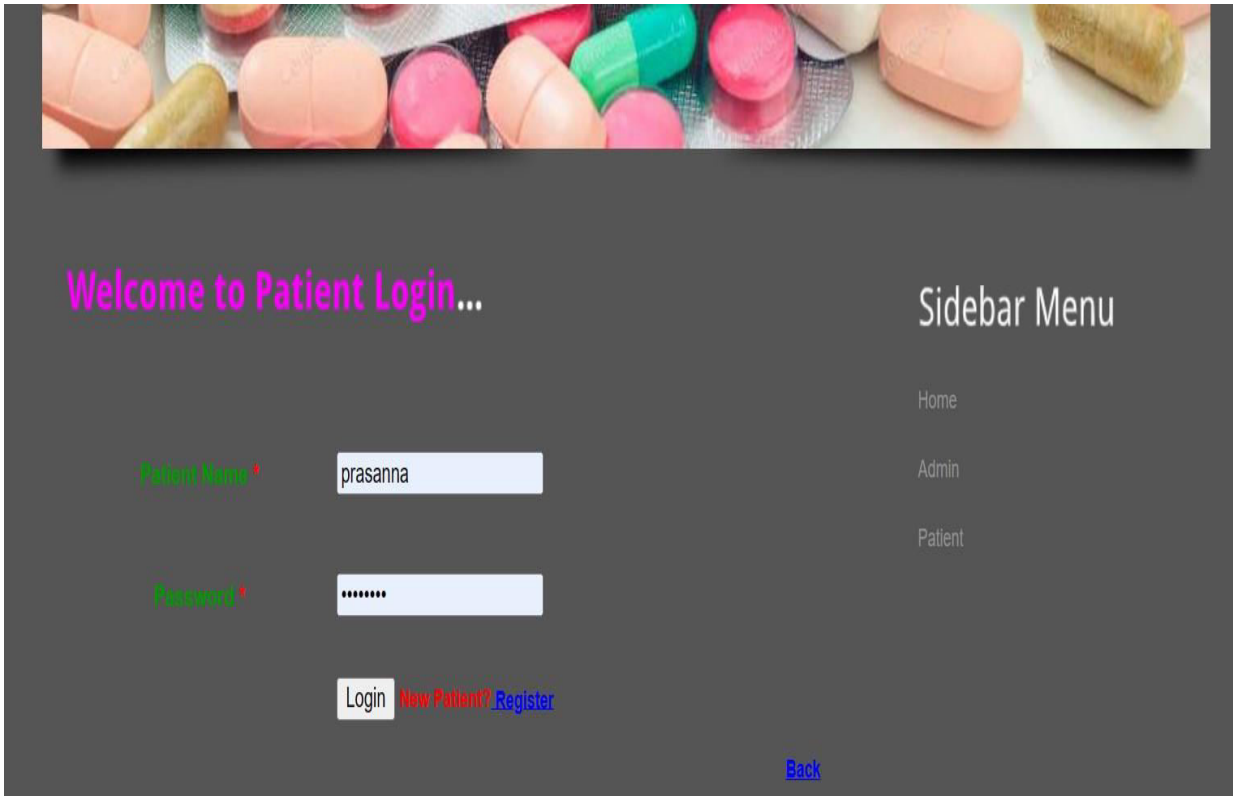 Welcome to Patient Login...
Sidebar Menu
Home
Admin
Patient
Patient Name *
prasanna
Password *
••••••••
Login New Patient? Register
Back